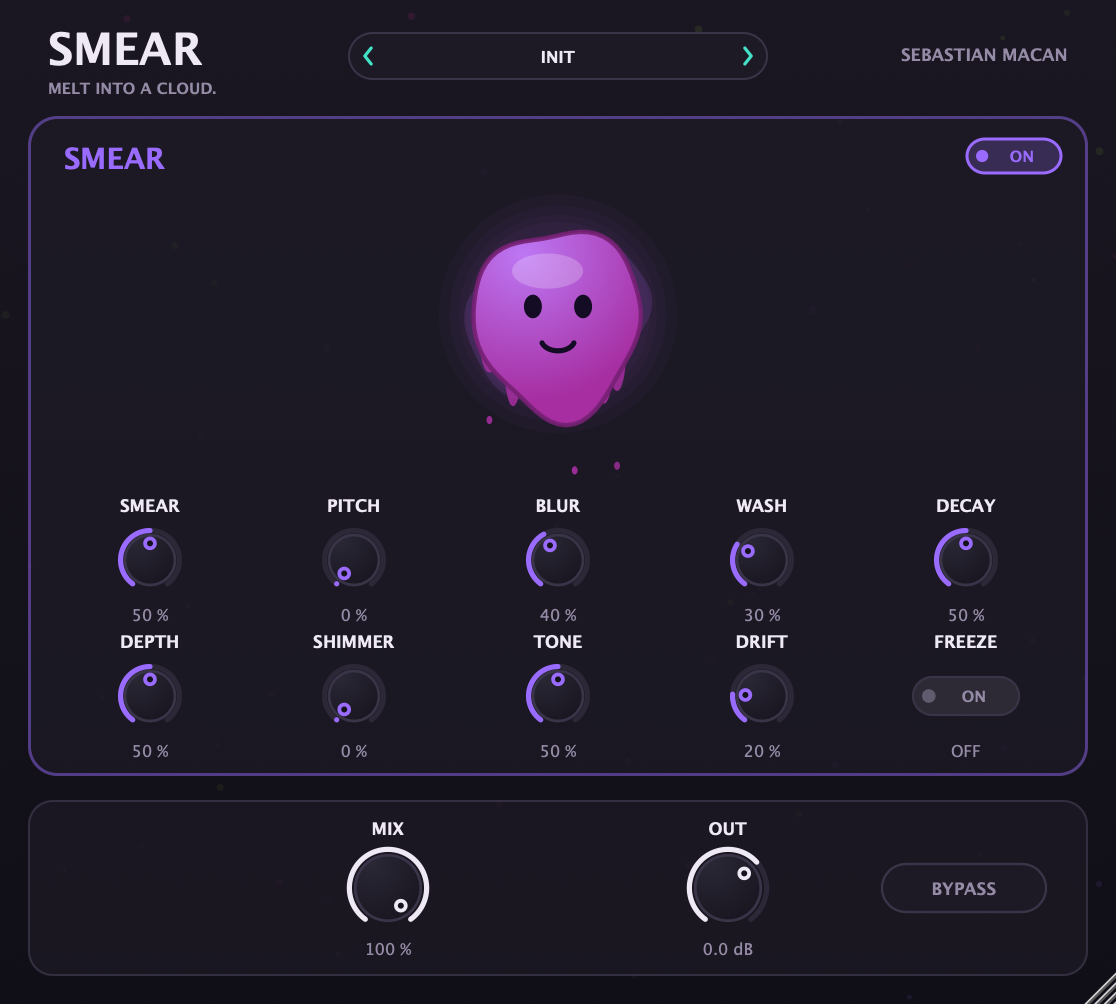 SMEAR
MELT INTO A CLOUD.
INIT
SEBASTIAN MACAN
SMEAR
ON
SMEAR PITCH BLUR WASH DECAY
50 % 0 % 40 % 30 % 50 %
DEPTH SHIMMER TONE DRIFT FREEZE
ON
50 % 0 % 50 % 20 % OFF
MIX OUT
BYPASS
100 % 0.0 dB